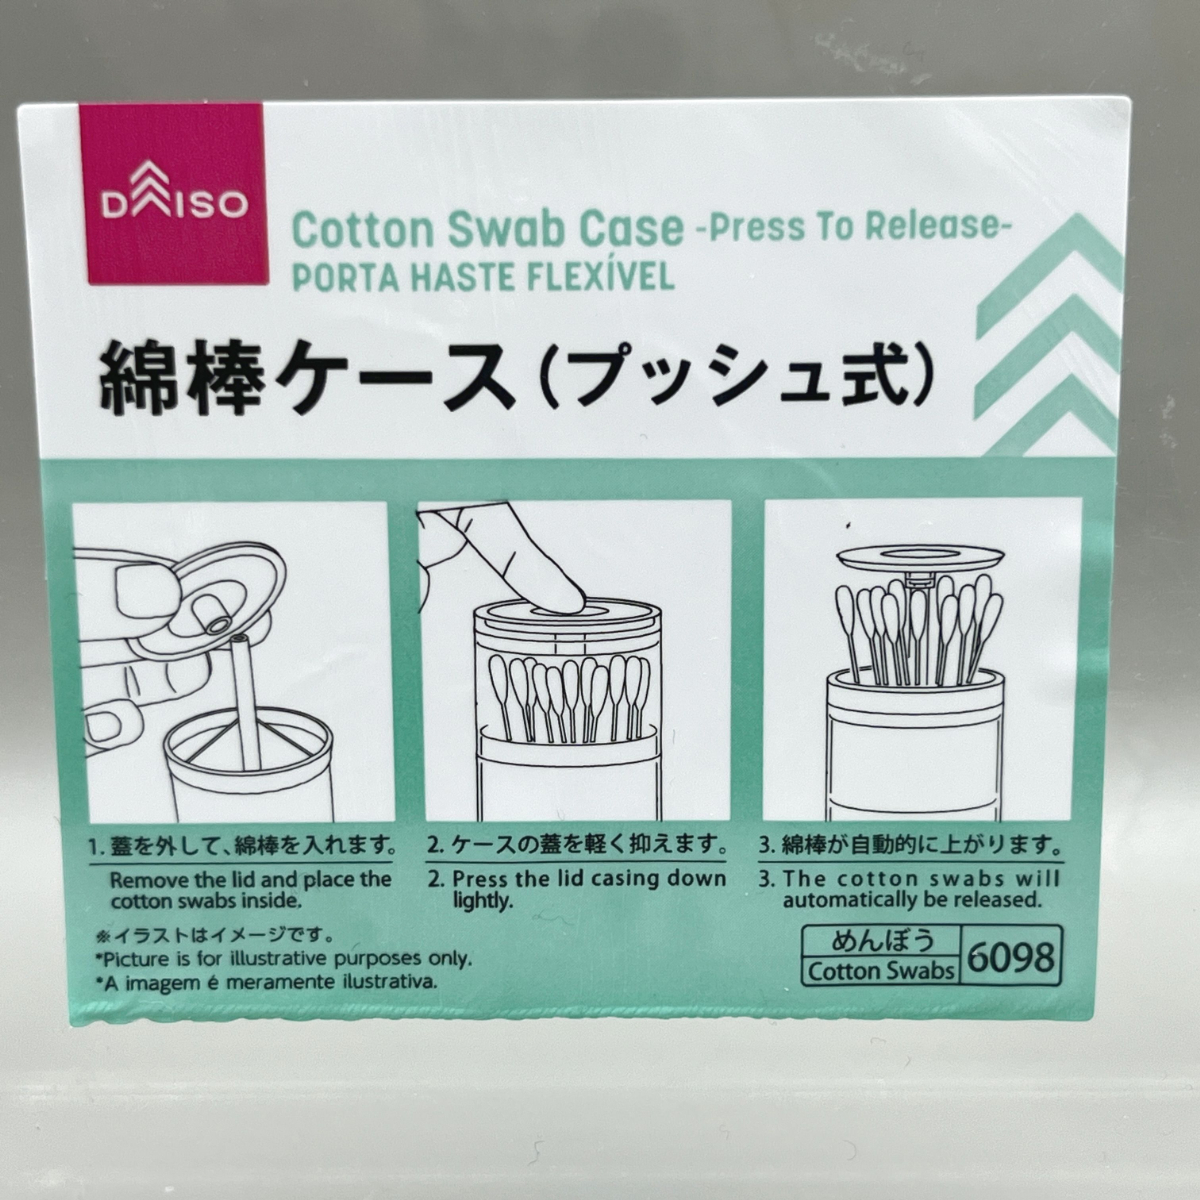 DAISO
Cotton Swab Case -Press To Release-
PORTA HASTE FLEXÍVEL
綿棒ケース(プッシュ式)
1. 蓋を外して、綿棒を入れます。
Remove the lid and place the
cotton swabs inside.
2. ケースの蓋を軽く抑えます。
2. Press the lid casing down
lightly.
3. 綿棒が自動的に上がります。
3. The cotton swabs will
automatically be released.
※イラストはイメージです。
*Picture is for illustrative purposes only.
*A imagem é meramente ilustrativa.
めんぼう
Cotton Swabs
6098